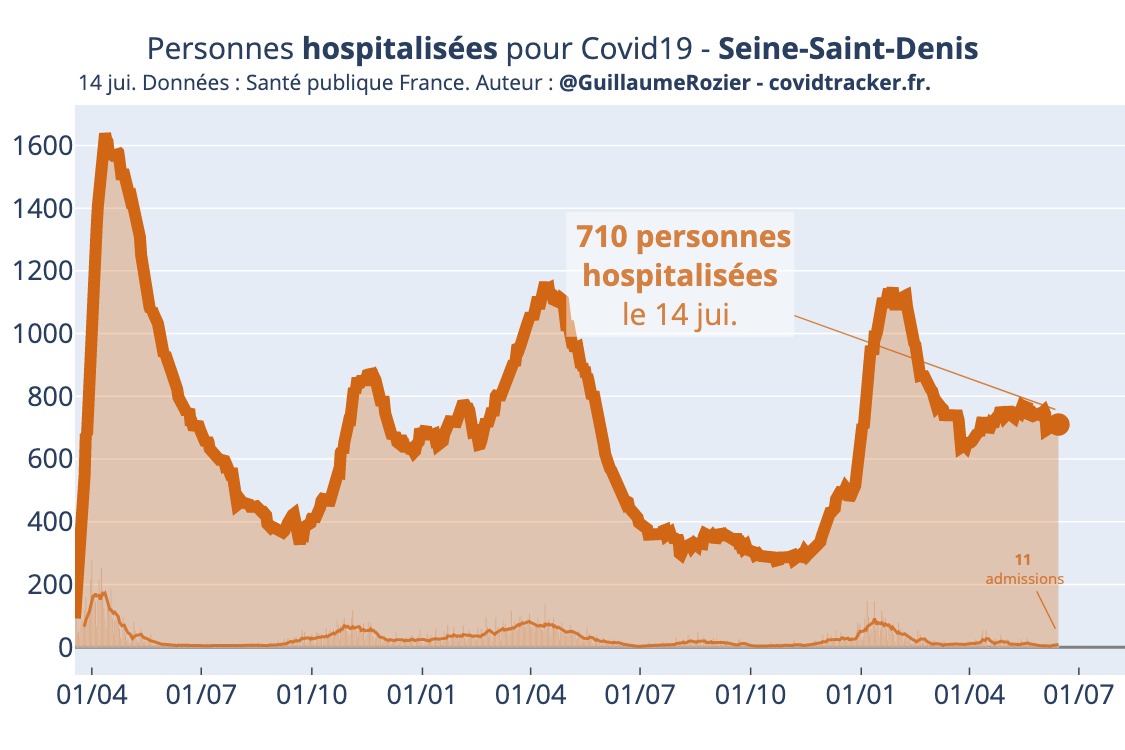 Personnes hospitalisées pour Covid19 - Seine-Saint-Denis
14 jui. Données : Santé publique France. Auteur : @GuillaumeRozier - covidtracker.fr.
1600
1400
1200
1000
800
600
400
200
0
710 personnes
hospitalisées
le 14 jui.
11
admissions
01/04 01/07 01/10 01/01 01/04 01/07 01/10 01/01 01/04 01/07